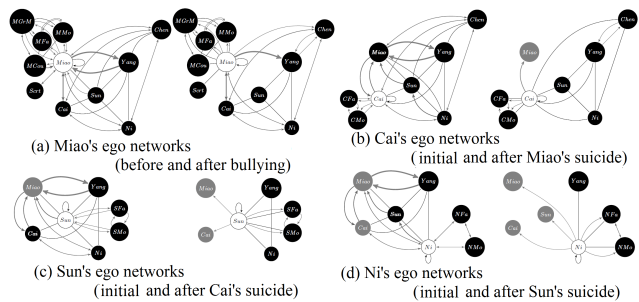 MGrM MMo MFa MCou Miao Scrt Cai Sun Yang Ni Chen
MGrM MMo MFa MCou Miao Scrt Cai Sun Yang Ni Chen
(a) Miao's ego networks
(before and after bullying)
Chen Miao Yang Sun CFa Cai CMo Ni
Chen Miao Yang Sun CFa Cai CMo Ni
(b) Cai's ego networks
(initial and after Miao's suicide)
Miao Yang SFa Sun Cai SMo Ni
Miao Yang SFa Sun Cai SMo Ni
(c) Sun's ego networks
(initial and after Cai's suicide)
Miao Yang Sun NFa Cai Ni NMo
Miao Yang Sun NFa Cai Ni NMo
(d) Ni's ego networks
(initial and after Sun's suicide)